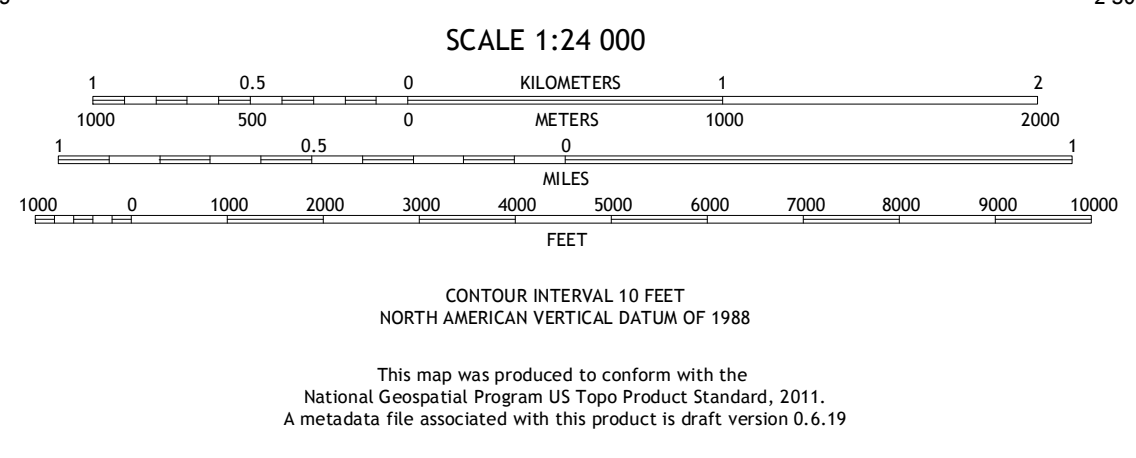 SCALE 1:24 000
1 0.5 0 KILOMETERS 1 2
1000 500 0 METERS 1000 2000
1 0.5 0 1
MILES
1000 0 1000 2000 3000 4000 5000 6000 7000 8000 9000 10000
FEET
CONTOUR INTERVAL 10 FEET
NORTH AMERICAN VERTICAL DATUM OF 1988
This map was produced to conform with the
National Geospatial Program US Topo Product Standard, 2011.
A metadata file associated with this product is draft version 0.6.19